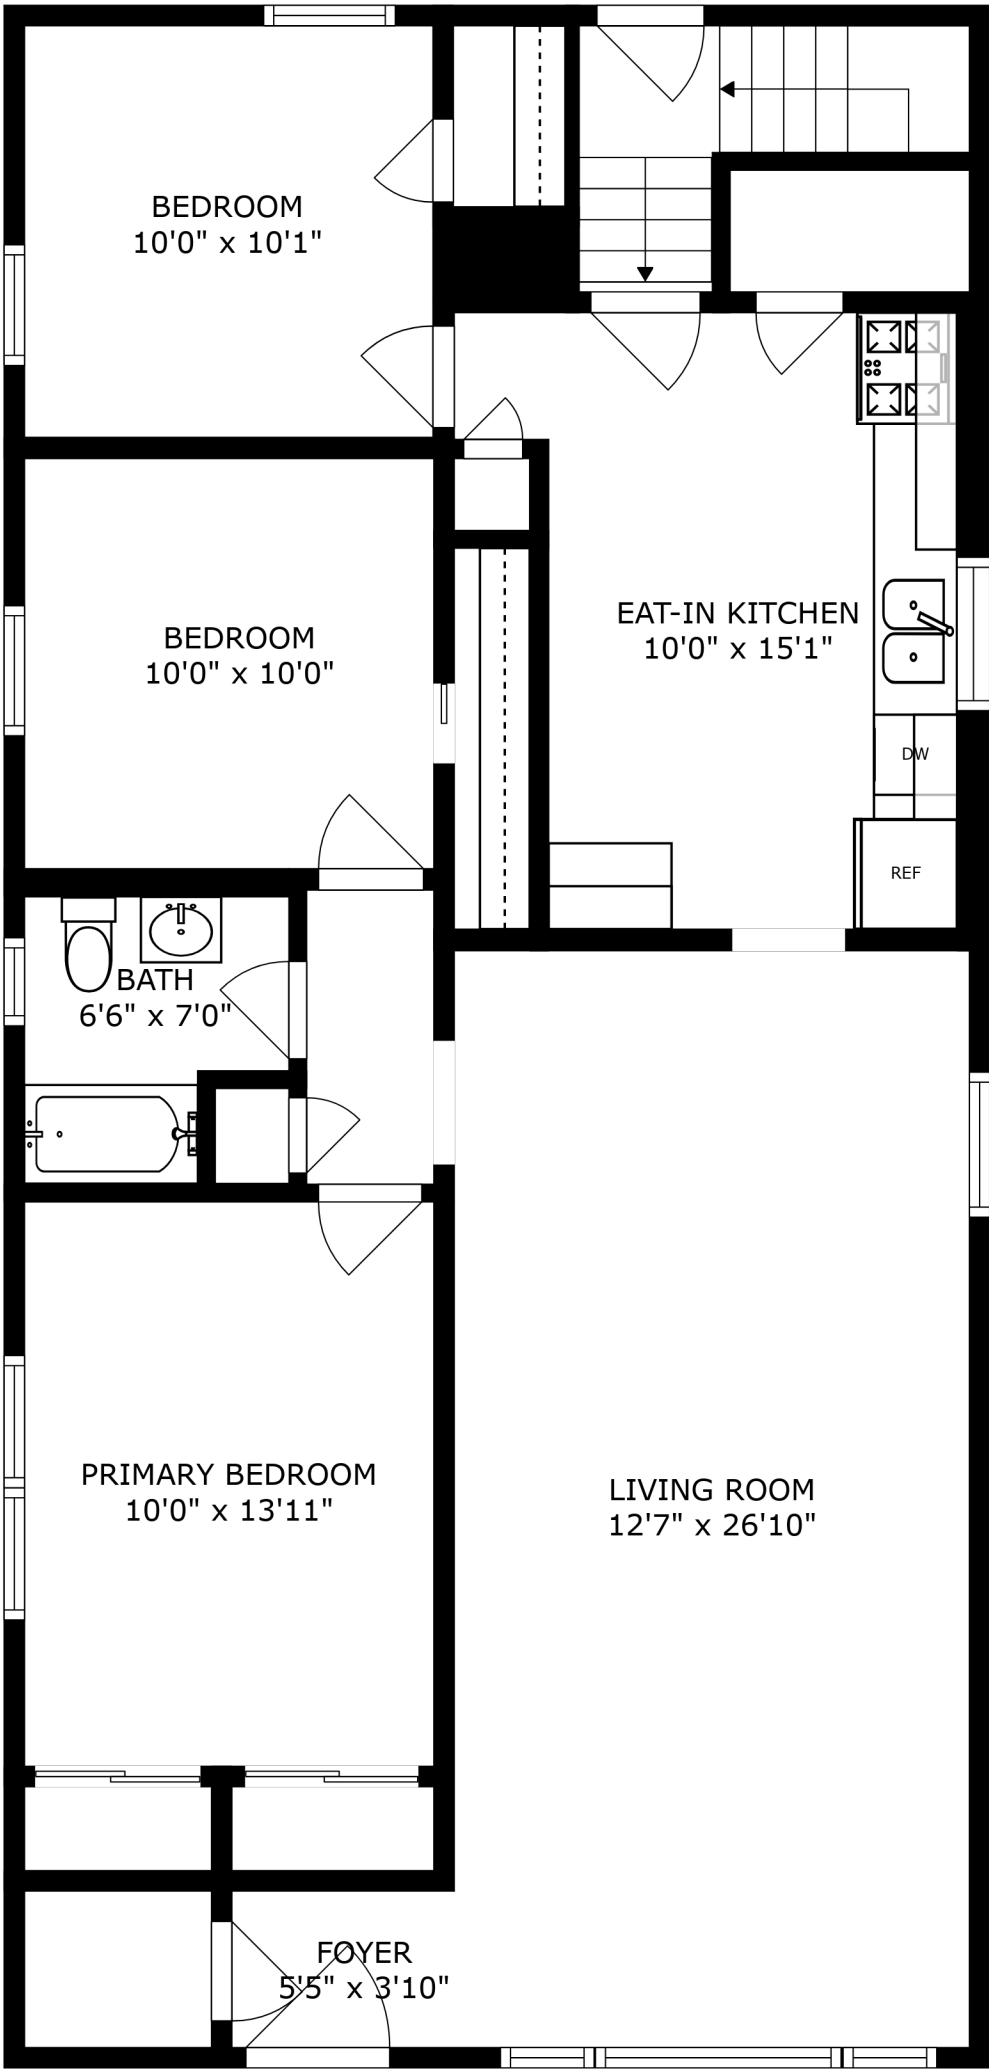 BEDROOM
10'0" x 10'1"
EAT-IN KITCHEN
10'0" x 15'1"
BEDROOM
10'0" x 10'0"
DW
REF
BATH
6'6" x 7'0"
PRIMARY BEDROOM
10'0" x 13'11"
LIVING ROOM
12'7" x 26'10"
FOYER
5'5" x 3'10"